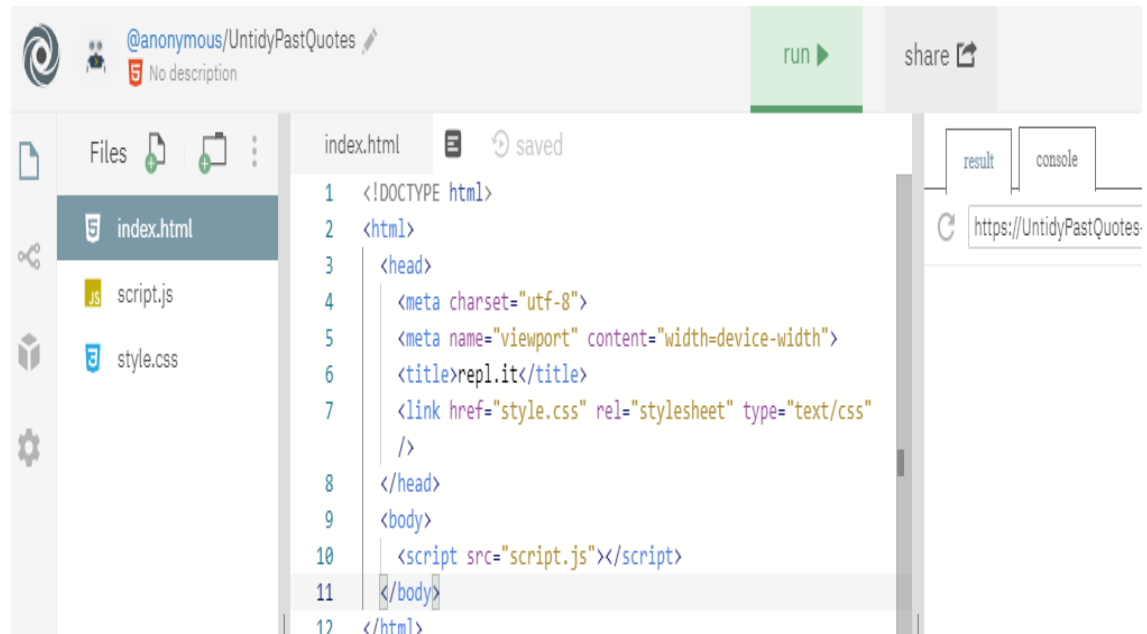 @anonymous/UntidyPastQuotes
No description
run
share
Files
index.html
script.js
style.css
index.html
saved
1 <!DOCTYPE html>
2 <html>
3 <head>
4 <meta charset="utf-8">
5 <meta name="viewport" content="width=device-width">
6 <title>repl.it</title>
7 <link href="style.css" rel="stylesheet" type="text/css"
/>
8 </head>
9 <body>
10 <script src="script.js"></script>
11 </body>
12 </html>
result
console
https://UntidyPastQuotes-